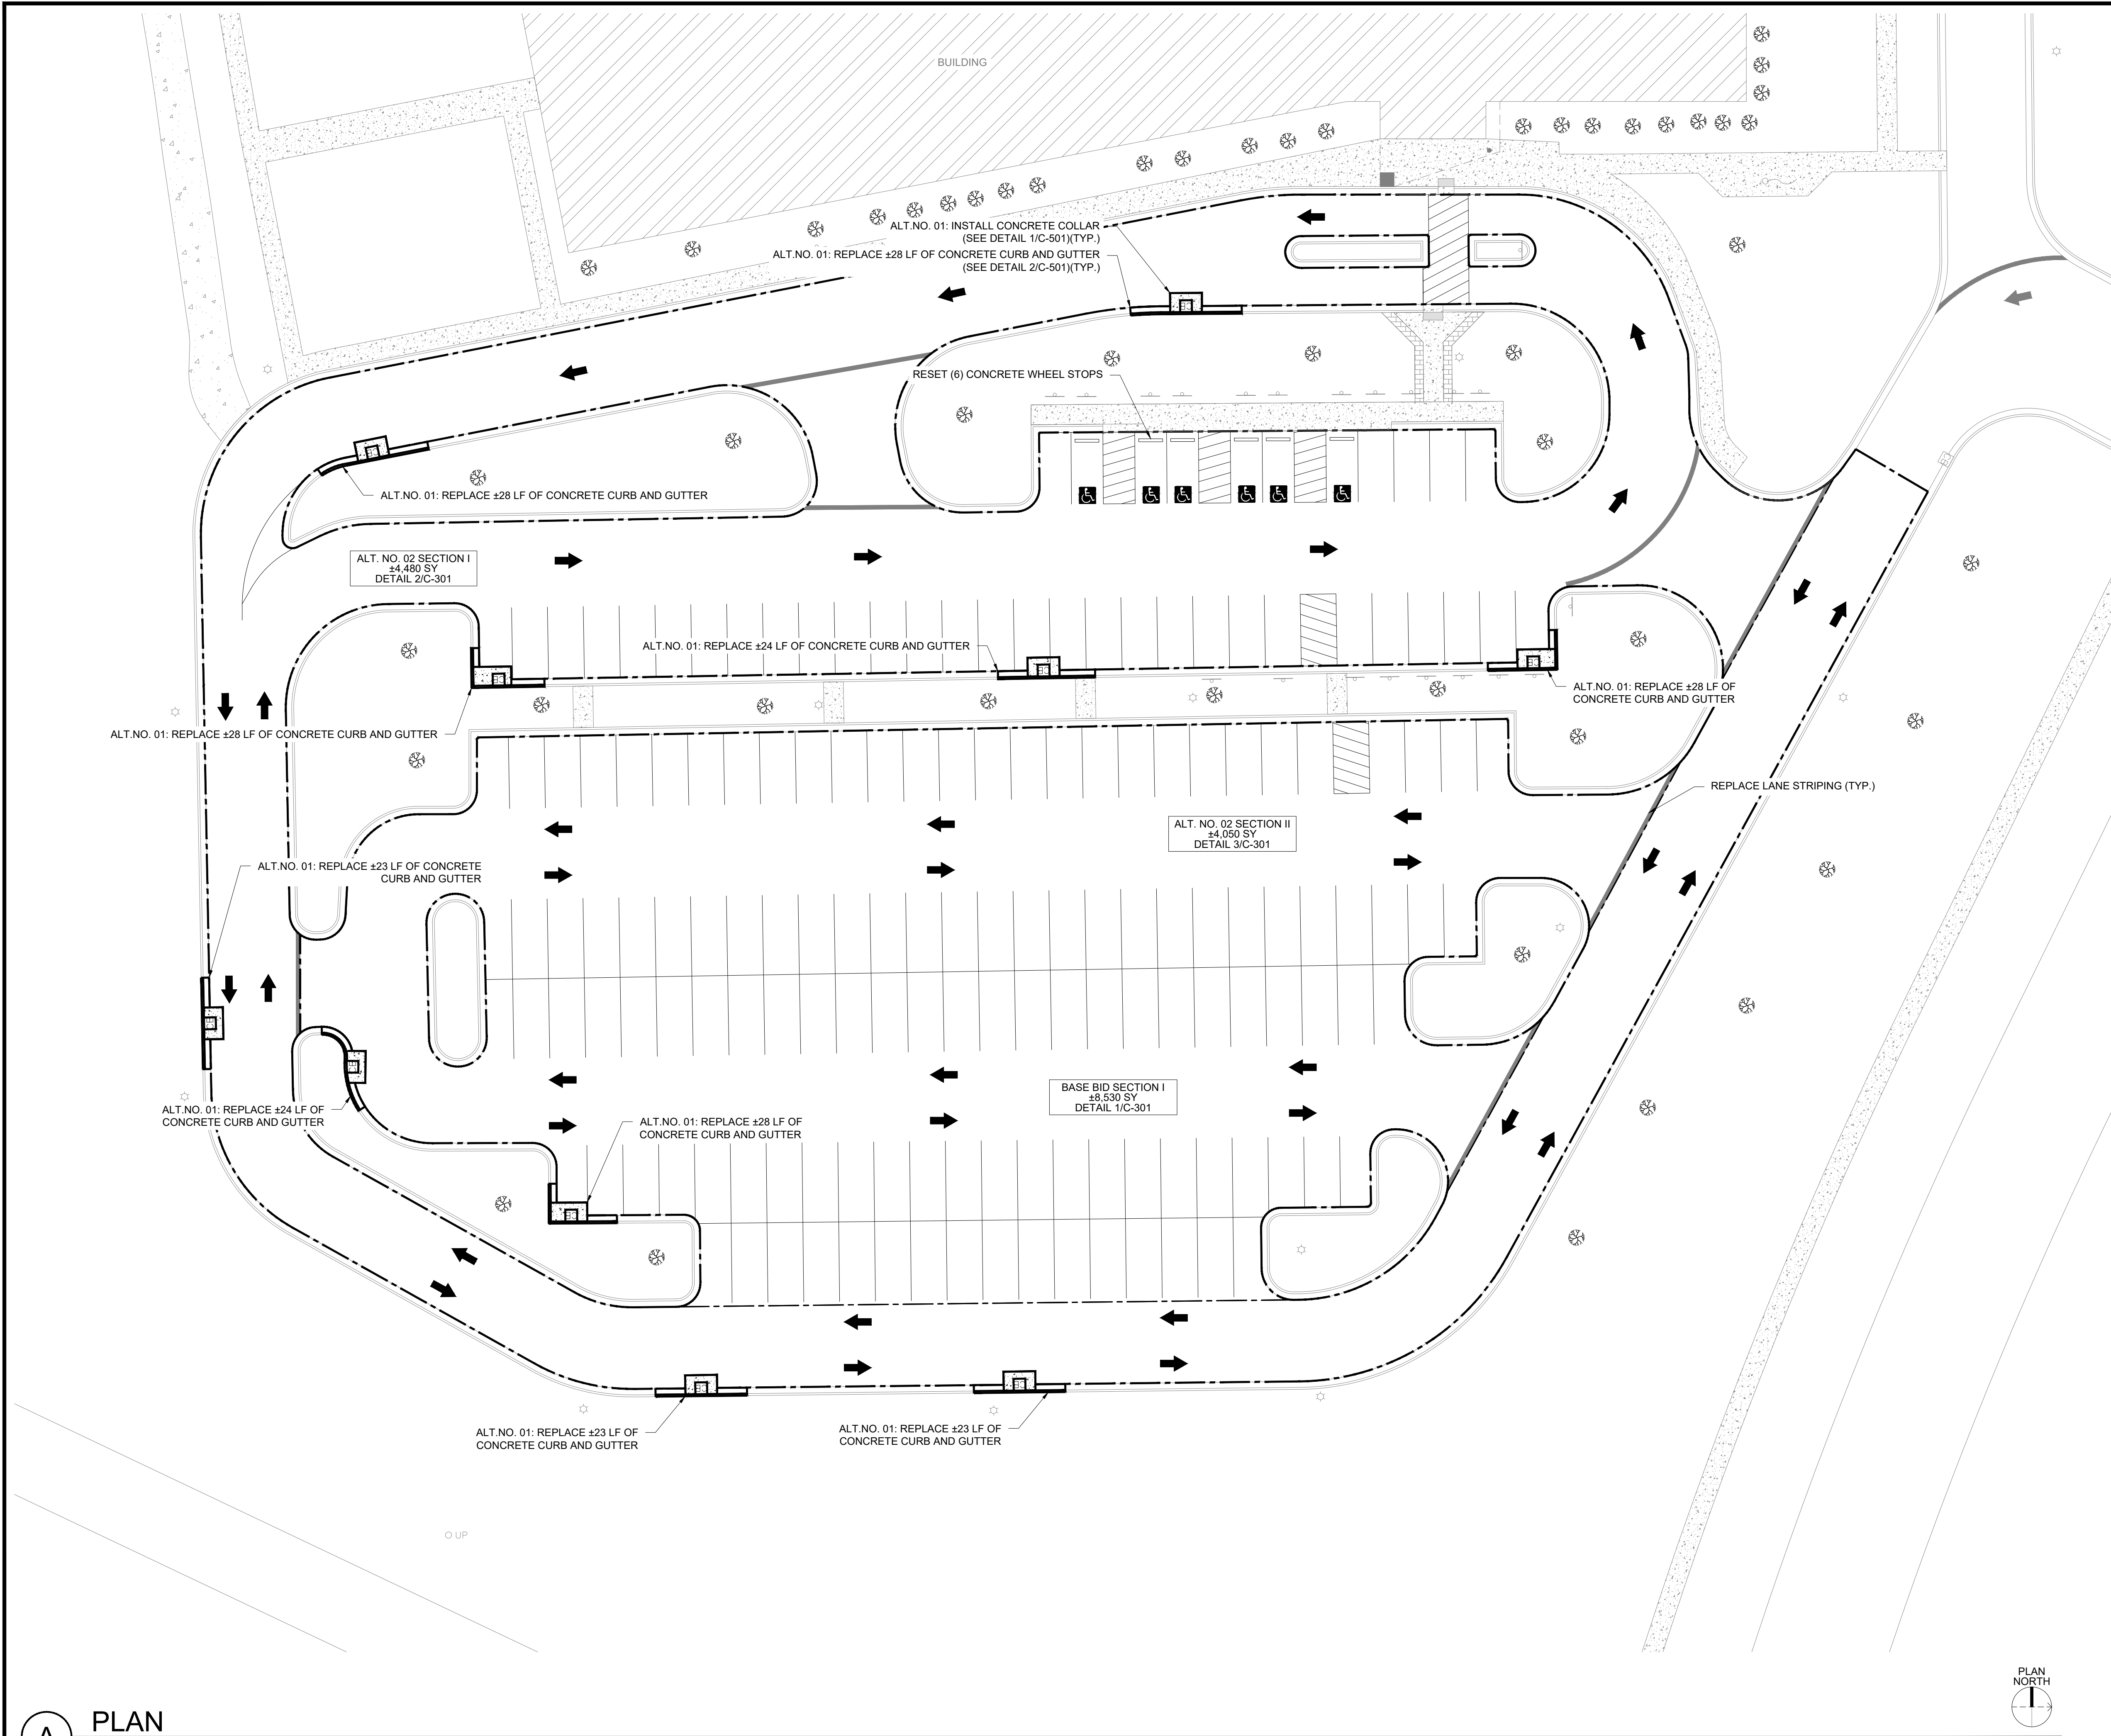 BUILDING
ALT.NO. 01: INSTALL CONCRETE COLLAR
(SEE DETAIL 1/C-501)(TYP.)
ALT.NO. 01: REPLACE ±28 LF OF CONCRETE CURB AND GUTTER
(SEE DETAIL 2/C-501)(TYP.)
RESET (6) CONCRETE WHEEL STOPS
ALT.NO. 01: REPLACE ±28 LF OF CONCRETE CURB AND GUTTER
ALT. NO. 02 SECTION I
±4,480 SY
DETAIL 2/C-301
ALT.NO. 01: REPLACE ±24 LF OF CONCRETE CURB AND GUTTER
ALT.NO. 01: REPLACE ±28 LF OF
CONCRETE CURB AND GUTTER
ALT.NO. 01: REPLACE ±28 LF OF CONCRETE CURB AND GUTTER
REPLACE LANE STRIPING (TYP.)
ALT. NO. 02 SECTION II
±4,050 SY
DETAIL 3/C-301
ALT.NO. 01: REPLACE ±23 LF OF CONCRETE
CURB AND GUTTER
BASE BID SECTION I
±8,530 SY
DETAIL 1/C-301
ALT.NO. 01: REPLACE ±24 LF OF
CONCRETE CURB AND GUTTER
ALT.NO. 01: REPLACE ±28 LF OF
CONCRETE CURB AND GUTTER
ALT.NO. 01: REPLACE ±23 LF OF
CONCRETE CURB AND GUTTER
ALT.NO. 01: REPLACE ±23 LF OF
CONCRETE CURB AND GUTTER
UP
PLAN
NORTH
A
PLAN